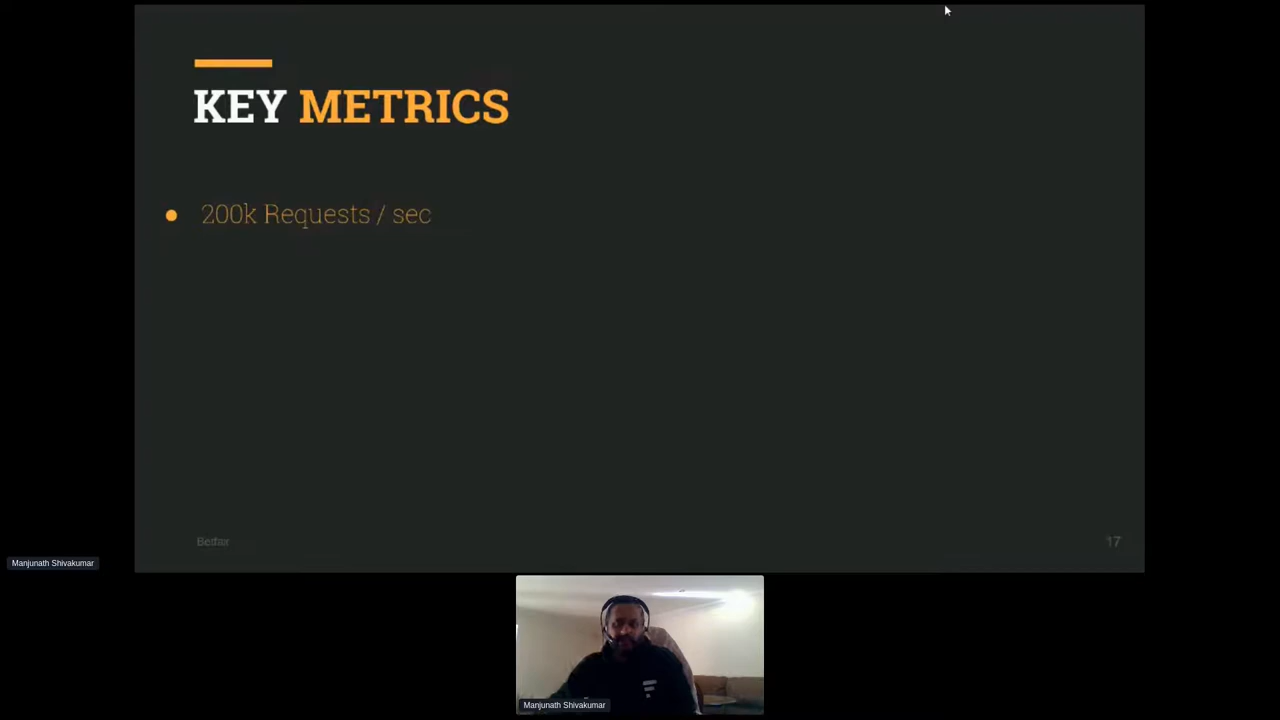 KEY METRICS
● 200k Requests / sec
Betfair
17
Manjunath Shivakumar
Manjunath Shivakumar